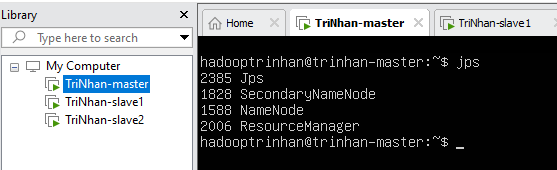 Library
Home
TriNhan-master
TriNhan-slave1
Type here to search
My Computer
TriNhan-master
TriNhan-slave1
TriNhan-slave2
hadooptrinhan@trinhan-master:~$ jps
2385 Jps
1828 SecondaryNameNode
1588 NameNode
2006 ResourceManager
hadooptrinhan@trinhan-master:~$ _